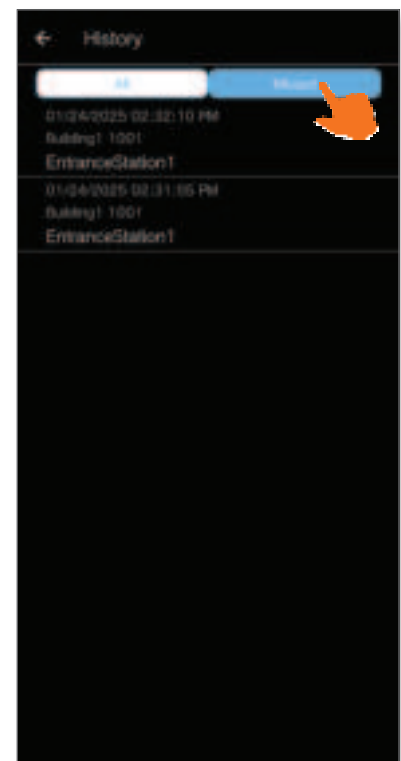 History
All Missed
01/24/2025 02:32:10 PM
Building1 1001
EntranceStation1
01/24/2025 02:31:55 PM
Building1 1001
EntranceStation1